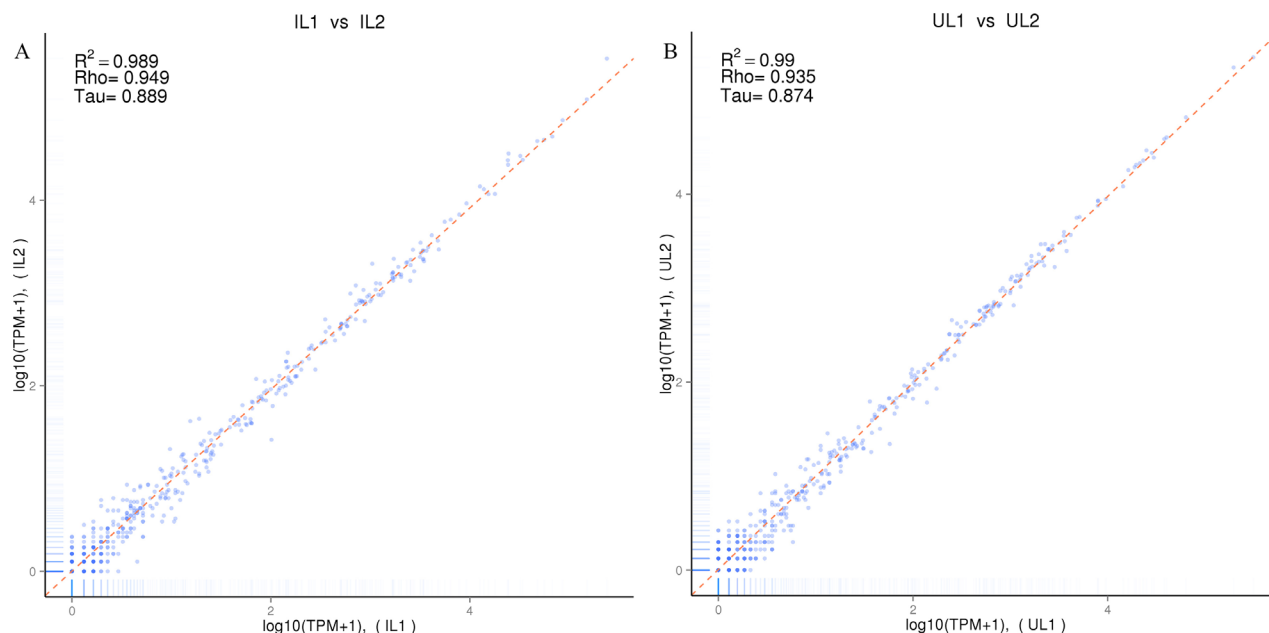 IL1 vs IL2
A
R² = 0.989
Rho= 0.949
Tau= 0.889
4
2
0
log10(TPM+1), ( IL2 )
0 2 4
log10(TPM+1), ( IL1 )
UL1 vs UL2
B
R² = 0.99
Rho= 0.935
Tau= 0.874
4
2
0
log10(TPM+1), ( UL2 )
0 2 4
log10(TPM+1), ( UL1 )